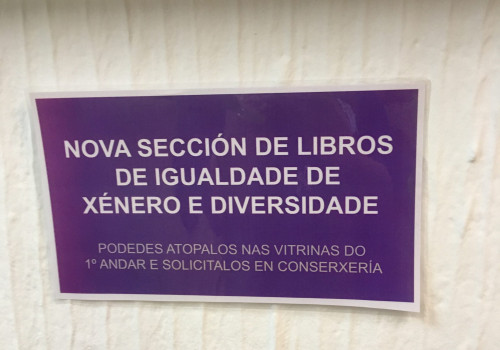 NOVA SECCIÓN DE LIBROS
DE IGUALDADE DE
XÉNERO E DIVERSIDADE
PODEDES ATOPALOS NAS VITRINAS DO
1º ANDAR E SOLICITALOS EN CONSERXERÍA